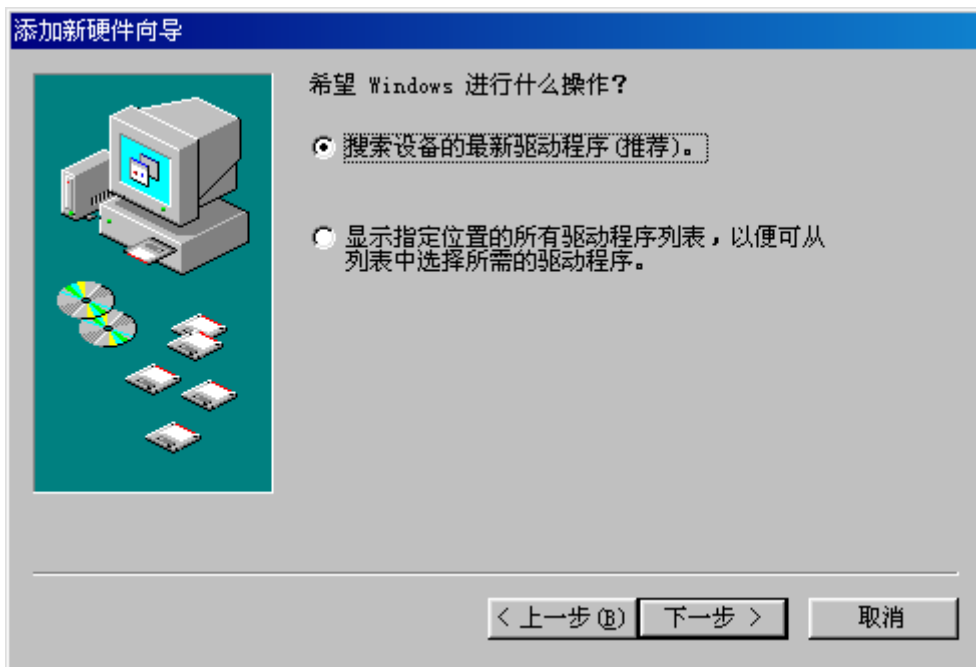 添加新硬件向导
希望 Windows 进行什么操作?
搜索设备的最新驱动程序(推荐)。
显示指定位置的所有驱动程序列表，以便可从
列表中选择所需的驱动程序。
< 上一步(B)
下一步 >
取消